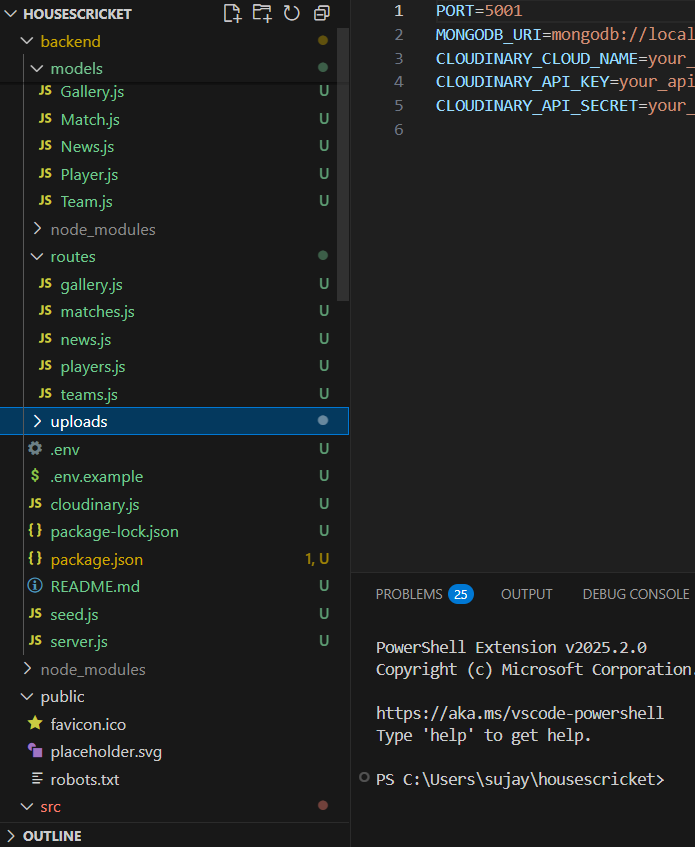 HOUSESCRICKET
backend
models
JS Gallery.js U
JS Match.js U
JS News.js U
JS Player.js U
JS Team.js U
node_modules
routes
JS gallery.js U
JS matches.js U
JS news.js U
JS players.js U
JS teams.js U
uploads
.env U
$ .env.example U
JS cloudinary.js U
{} package-lock.json U
{} package.json 1, U
README.md U
JS seed.js U
JS server.js U
node_modules
public
favicon.ico
placeholder.svg
robots.txt
src
OUTLINE
1 PORT=5001
2 MONGODB_URI=mongodb://local
3 CLOUDINARY_CLOUD_NAME=your_
4 CLOUDINARY_API_KEY=your_api
5 CLOUDINARY_API_SECRET=your_
6
PROBLEMS 25 OUTPUT DEBUG CONSOLE
PowerShell Extension v2025.2.0
Copyright (c) Microsoft Corporation.
https://aka.ms/vscode-powershell
Type 'help' to get help.
PS C:\Users\sujay\housescricket>